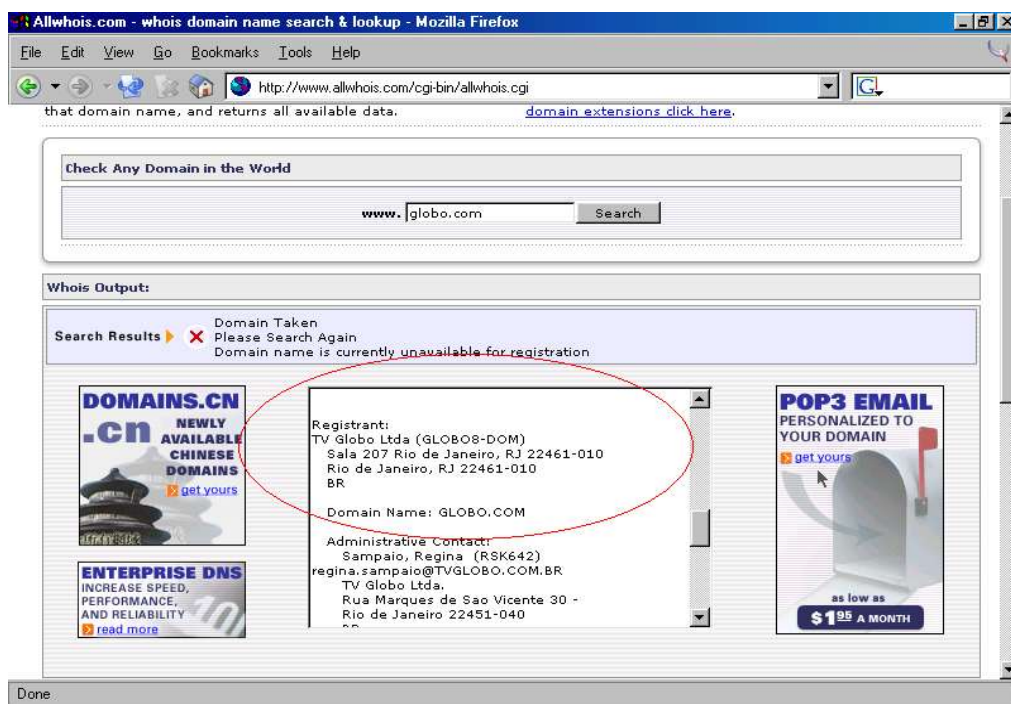 Allwhois.com - whois domain name search & lookup - Mozilla Firefox
File Edit View Go Bookmarks Tools Help
http://www.allwhois.com/cgi-bin/allwhois.cgi
G
that domain name, and returns all available data.
domain extensions click here.
Check Any Domain in the World
www. globo.com Search
Whois Output:
Search Results
Domain Taken
Please Search Again
Domain name is currently unavailable for registration
DOMAINS.CN
.cn
NEWLY
AVAILABLE
CHINESE
DOMAINS
get yours
ENTERPRISE DNS
INCREASE SPEED,
PERFORMANCE,
AND RELIABILITY
read more
Registrant:
TV Globo Ltda (GLOBO8-DOM)
Sala 207 Rio de Janeiro, RJ 22461-010
Rio de Janeiro, RJ 22461-010
BR
Domain Name: GLOBO.COM
Administrative Contact:
Sampaio, Regina (RSK642)
regina.sampaio@TVGLOBO.COM.BR
TV Globo Ltda.
Rua Marques de Sao Vicente 30 -
Rio de Janeiro 22451-040
POP3 EMAIL
PERSONALIZED TO
YOUR DOMAIN
get yours
as low as
$1.95 A MONTH
Done